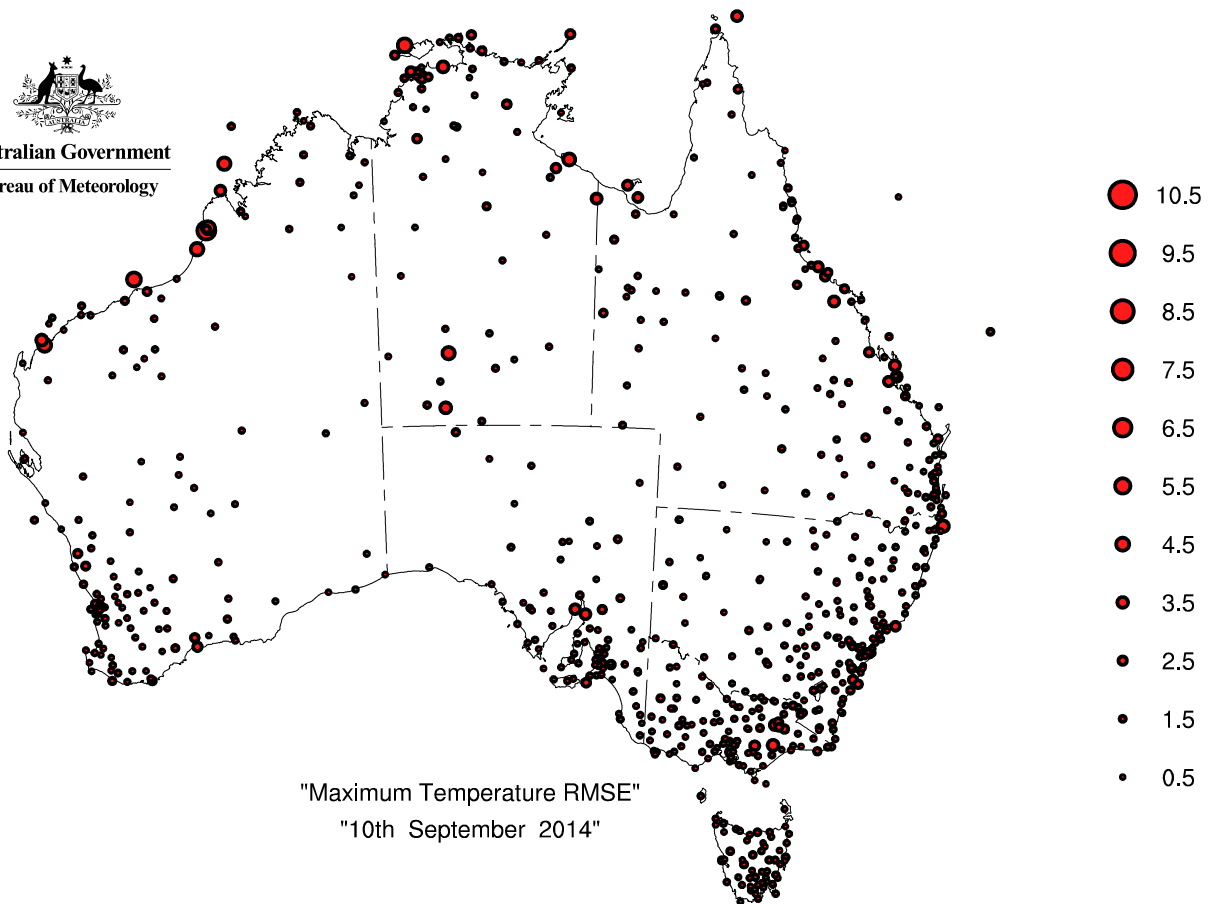 AUSTRALIA
tralian Government
reau of Meteorology
10.5
9.5
8.5
7.5
6.5
5.5
4.5
3.5
2.5
1.5
0.5
"Maximum Temperature RMSE"
"10th September 2014"